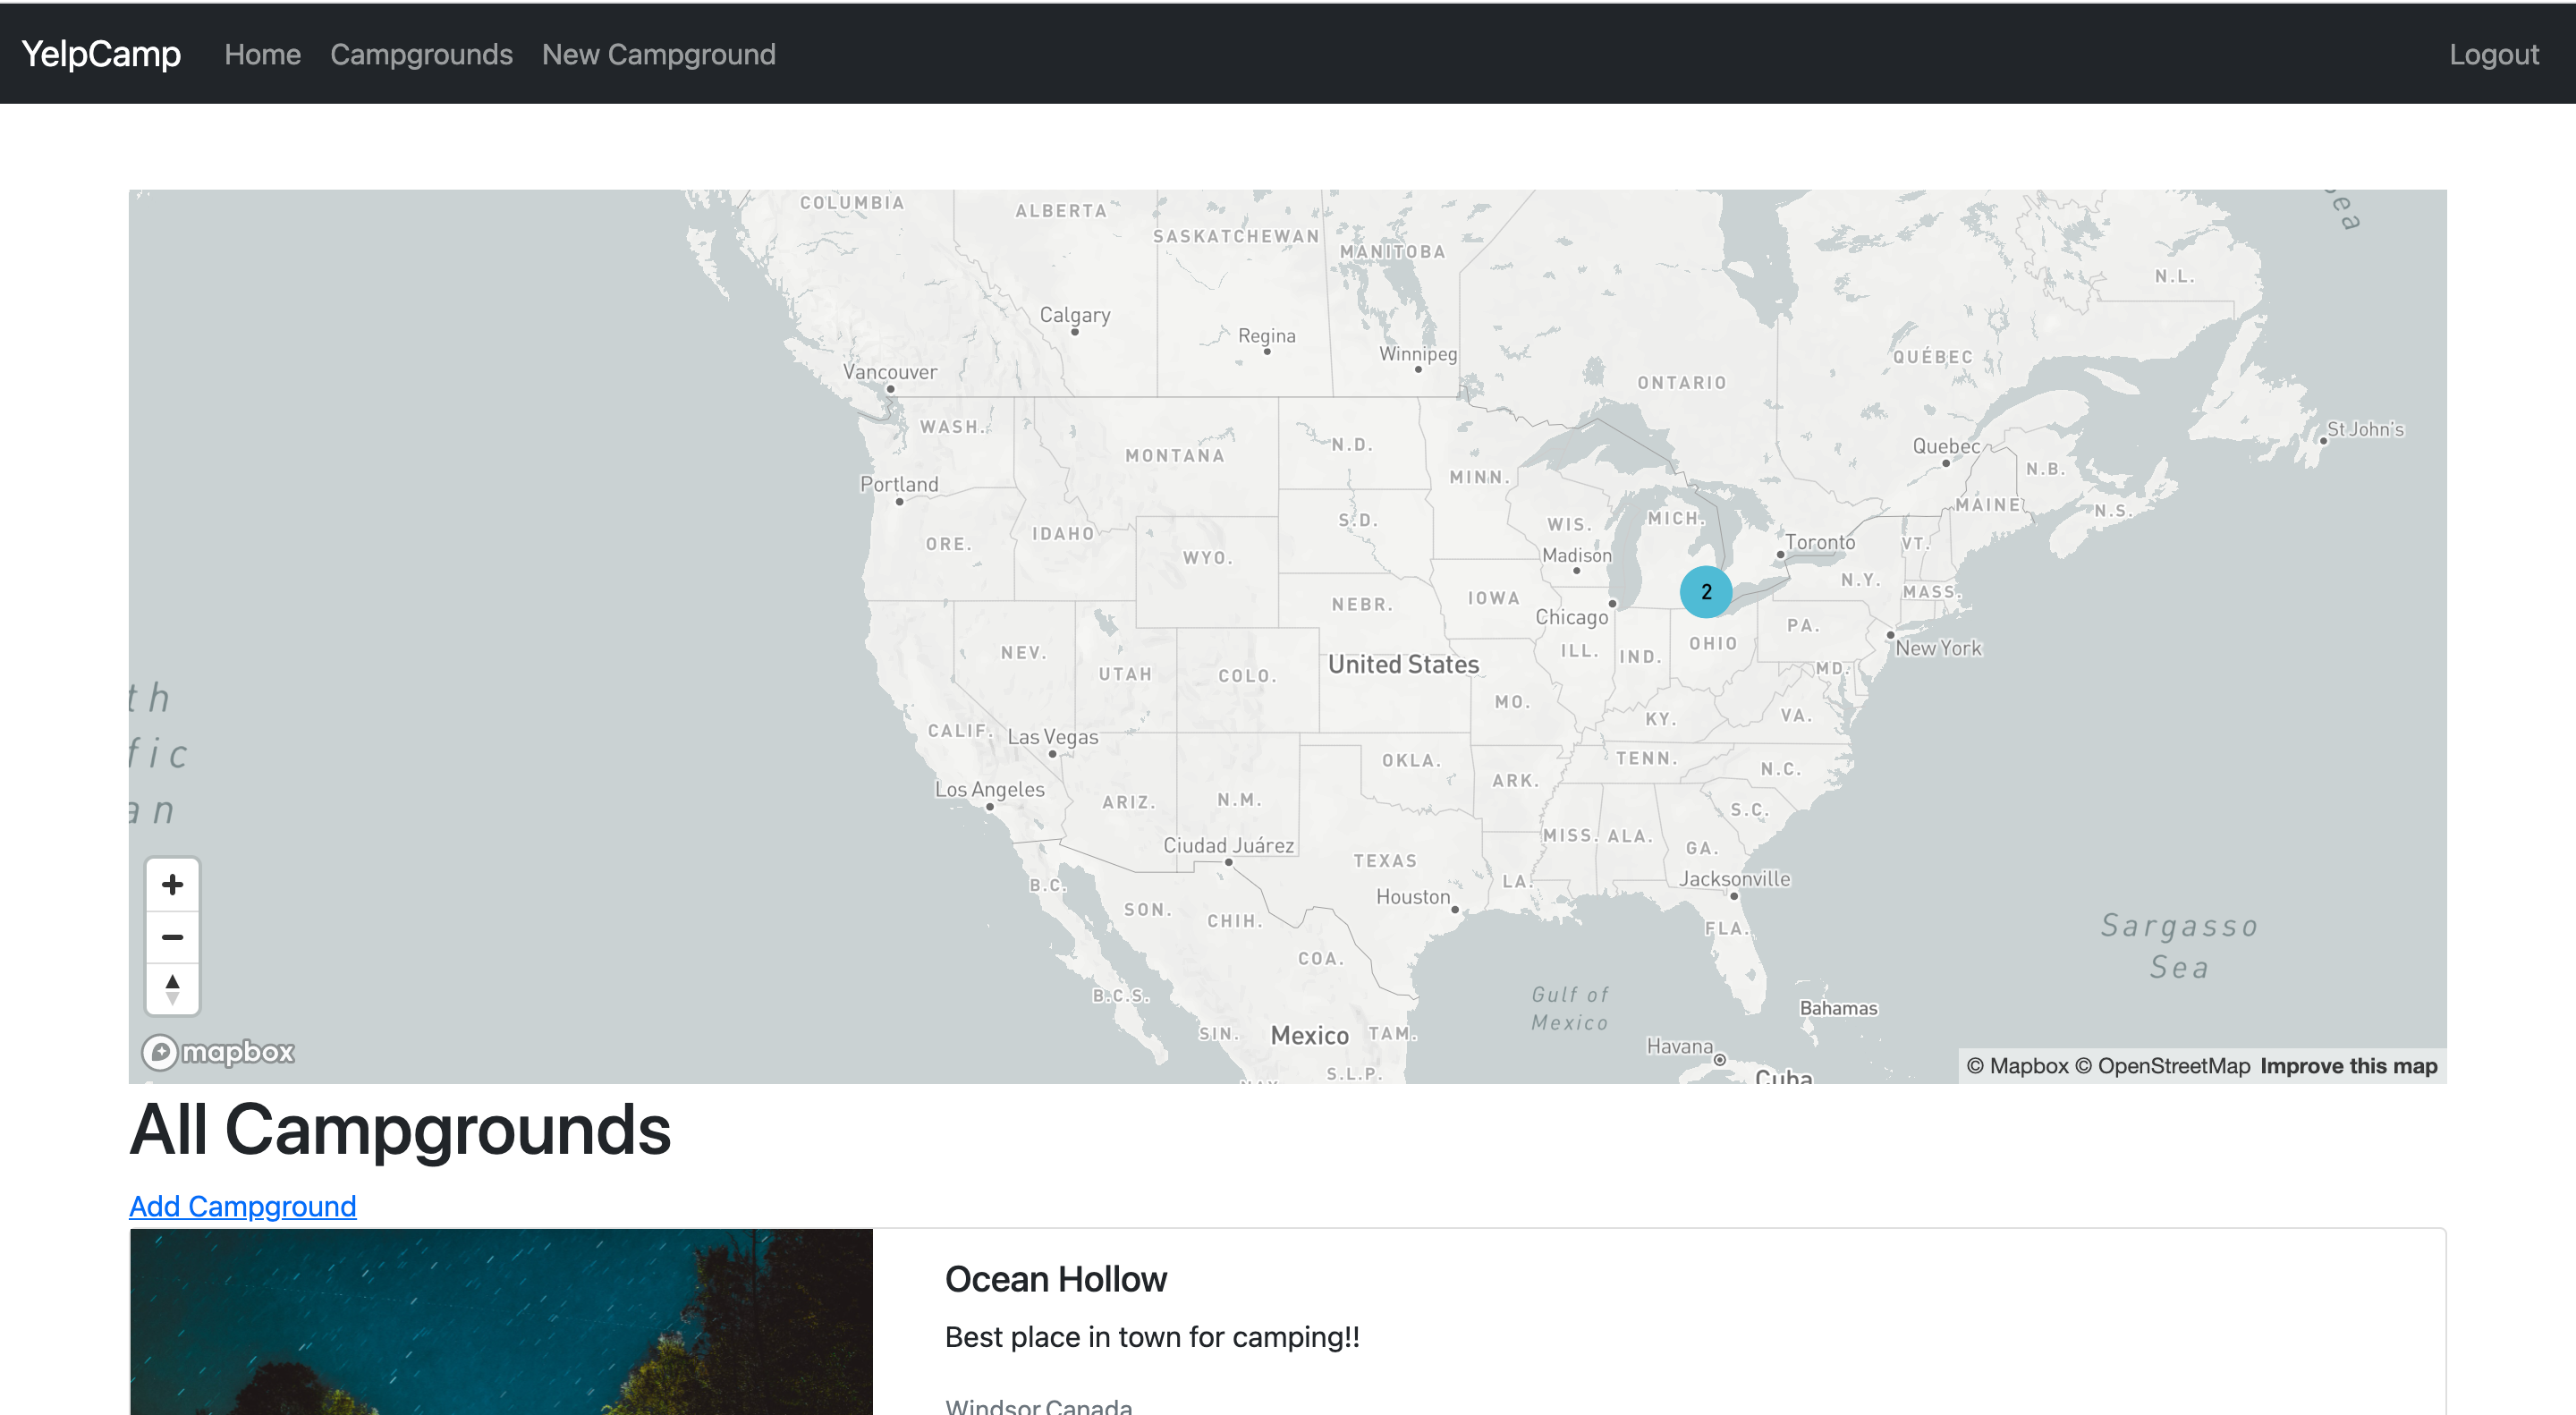 YelpCamp Home Campgrounds New Campground Logout
COLUMBIA
ALBERTA
SASKATCHEWAN
MANITOBA
N.L.
Calgary
Regina
Winnipeg
QUÉBEC
Vancouver
ONTARIO
WASH.
MONTANA
N.D.
MINN.
Quebec
N.B.
St John's
Portland
MAINE
N.S.
ORE.
IDAHO
WYO.
S.D.
WIS.
MICH.
Madison
Toronto
VT.
N.Y.
MASS.
2
NEBR.
IOWA
Chicago
NEV.
UTAH
COLO.
United States
ILL.
IND.
OHIO
PA.
New York
MD.
th
fic
an
MO.
KY.
VA.
CALIF.
Las Vegas
OKLA.
TENN.
N.C.
Los Angeles
ARIZ.
N.M.
ARK.
S.C.
Ciudad Juárez
TEXAS
MISS.
ALA.
GA.
B.C.
Houston
LA.
Jacksonville
SON.
CHIH.
FLA.
Sargasso
Sea
COA.
B.C.S.
Gulf of
Mexico
Bahamas
SIN.
Mexico
TAM.
Havana
S.L.P.
Cuba
mapbox
© Mapbox © OpenStreetMap Improve this map
All Campgrounds
Add Campground
Ocean Hollow
Best place in town for camping!!
Windsor Canada